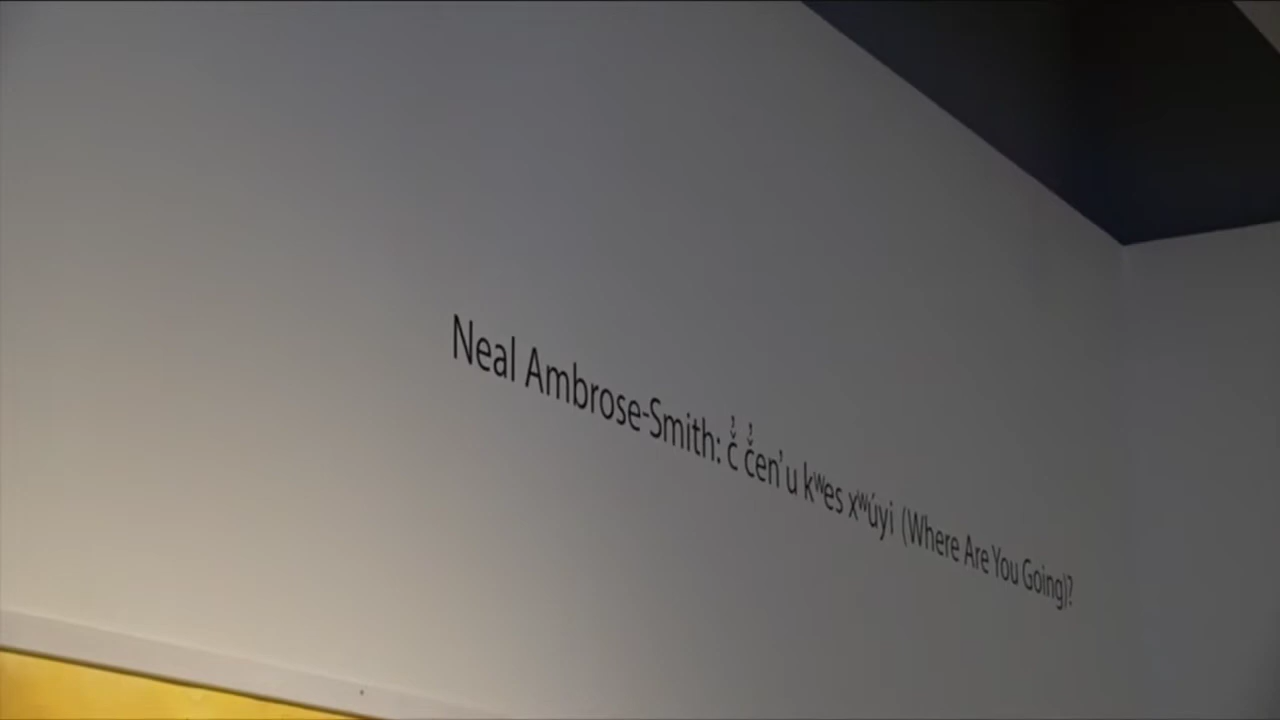 Neal Ambrose-Smith: č̓ č̓en̓ u kʷes xʷúyi (Where Are You Going)?